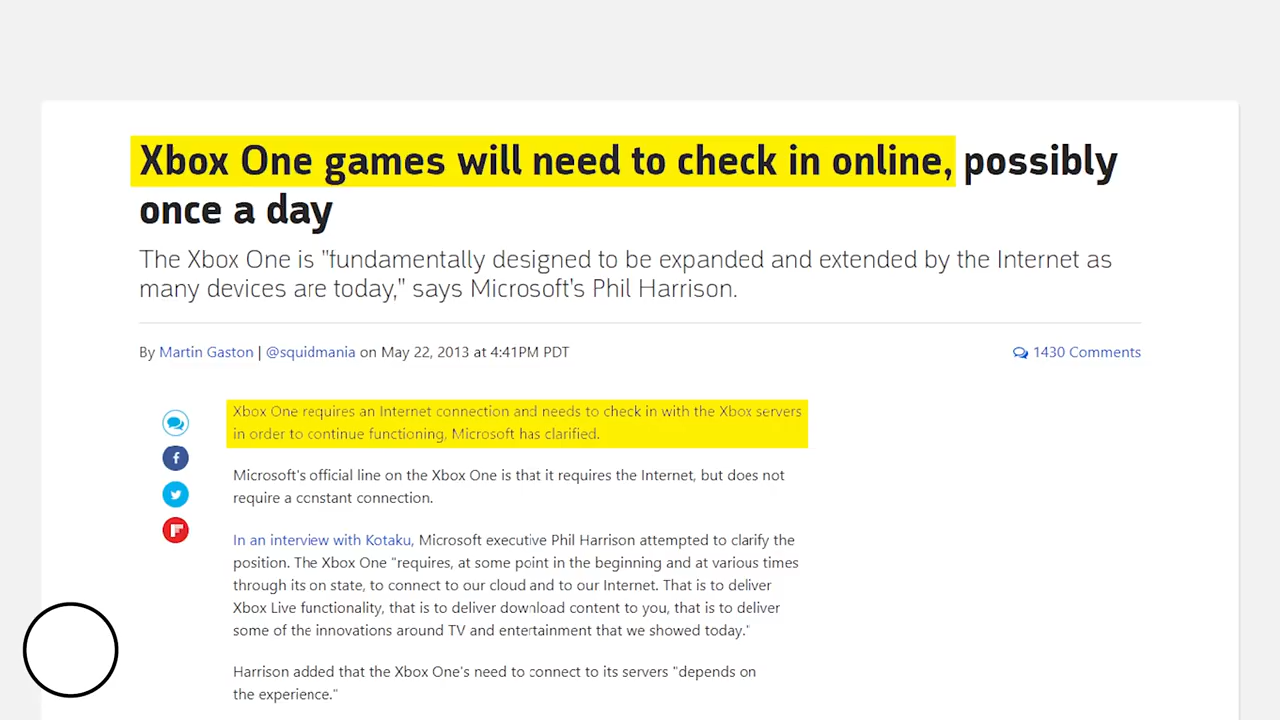 Xbox One games will need to check in online, possibly
once a day
The Xbox One is "fundamentally designed to be expanded and extended by the Internet as
many devices are today," says Microsoft's Phil Harrison.
By Martin Gaston | @squidmania on May 22, 2013 at 4:41PM PDT
1430 Comments
Xbox One requires an Internet connection and needs to check in with the Xbox servers
in order to continue functioning, Microsoft has clarified.
Microsoft's official line on the Xbox One is that it requires the Internet, but does not
require a constant connection.
In an interview with Kotaku, Microsoft executive Phil Harrison attempted to clarify the
position. The Xbox One "requires, at some point in the beginning and at various times
through its on state, to connect to our cloud and to our Internet. That is to deliver
Xbox Live functionality, that is to deliver download content to you, that is to deliver
some of the innovations around TV and entertainment that we showed today."
Harrison added that the Xbox One's need to connect to its servers "depends on
the experience."